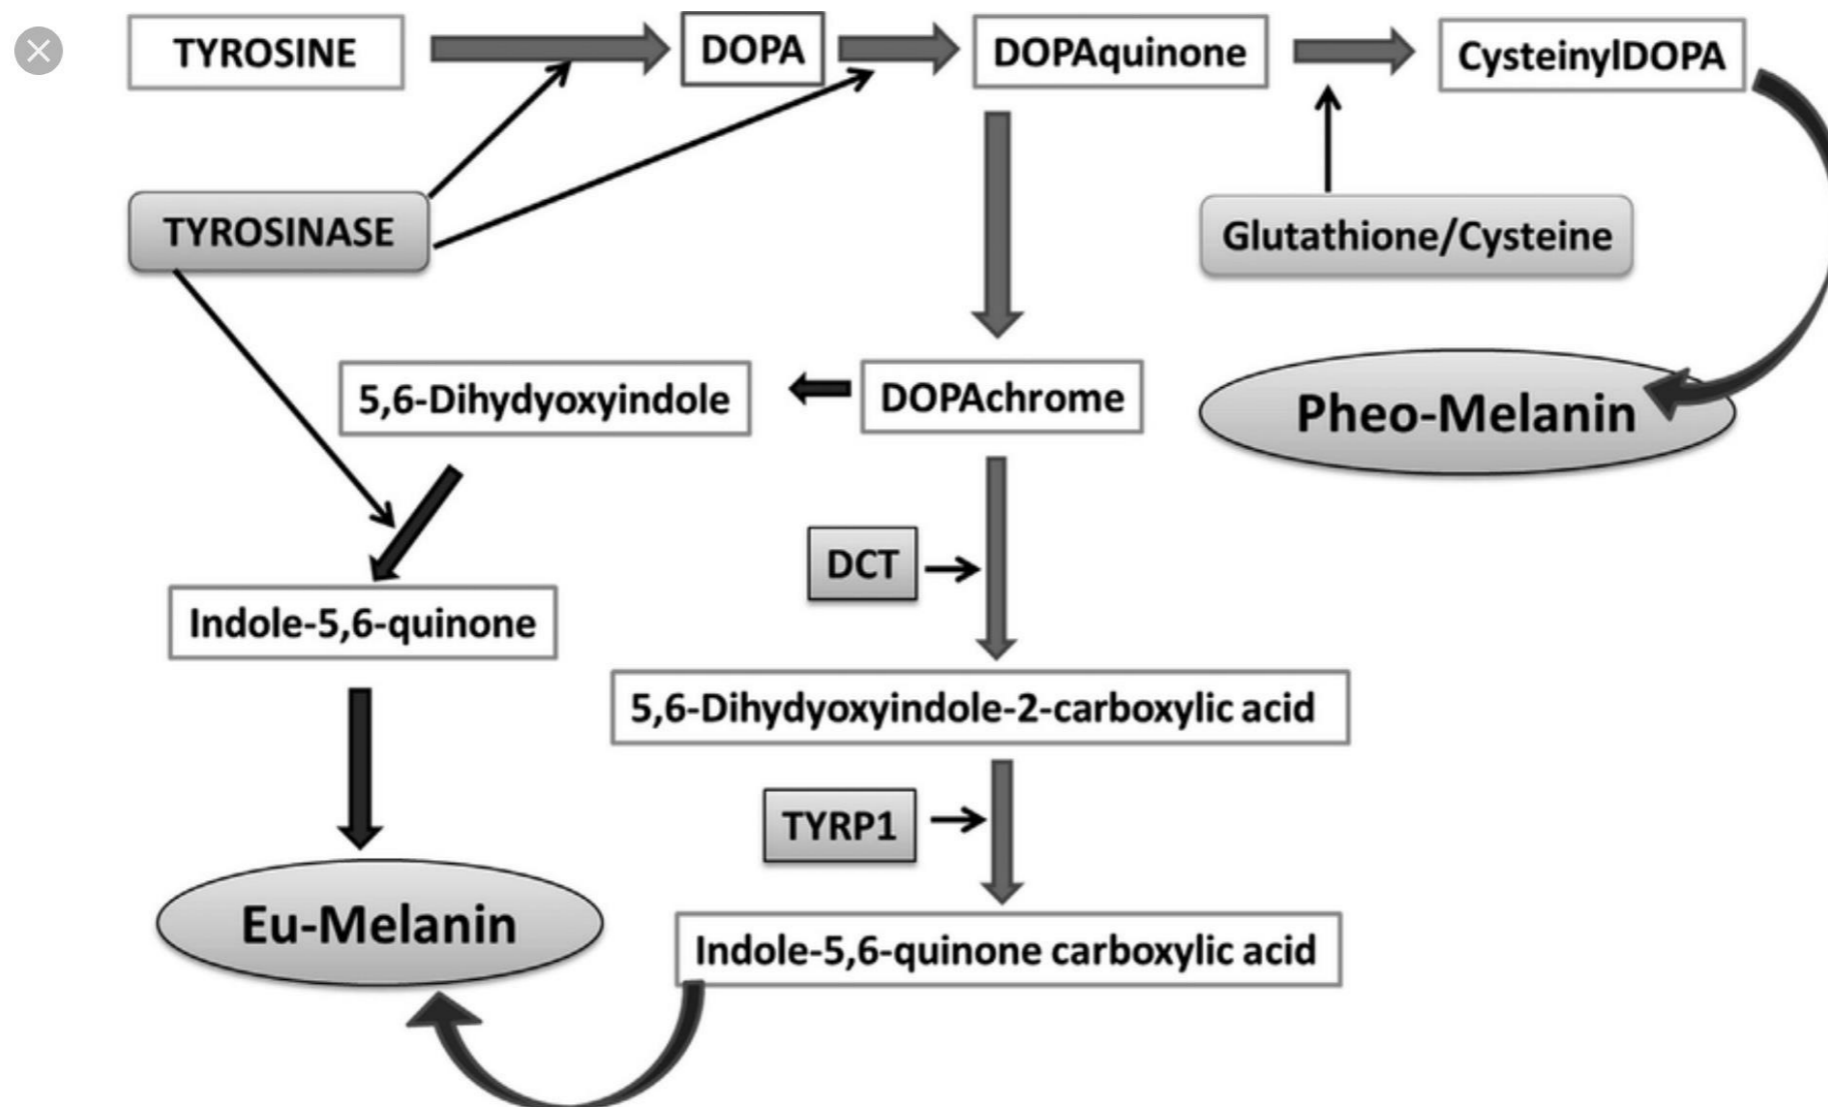 TYROSINE
DOPA
DOPAquinone
CysteinylDOPA
TYROSINASE
Glutathione/Cysteine
5,6-Dihydyoxyindole
DOPAchrome
Pheo-Melanin
DCT
Indole-5,6-quinone
5,6-Dihydyoxyindole-2-carboxylic acid
TYRP1
Eu-Melanin
Indole-5,6-quinone carboxylic acid